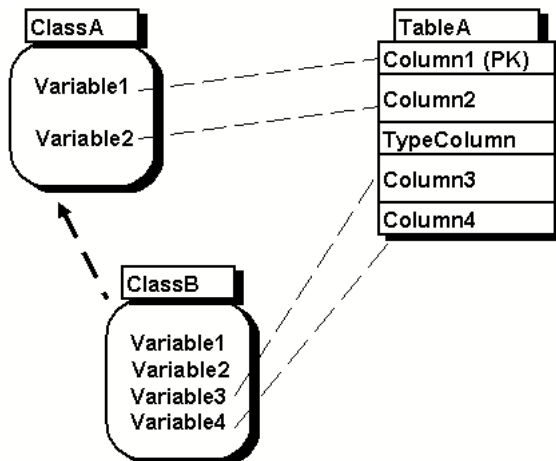 ClassA
Variable1
Variable2
TableA
Column1 (PK)
Column2
TypeColumn
Column3
Column4
ClassB
Variable1
Variable2
Variable3
Variable4